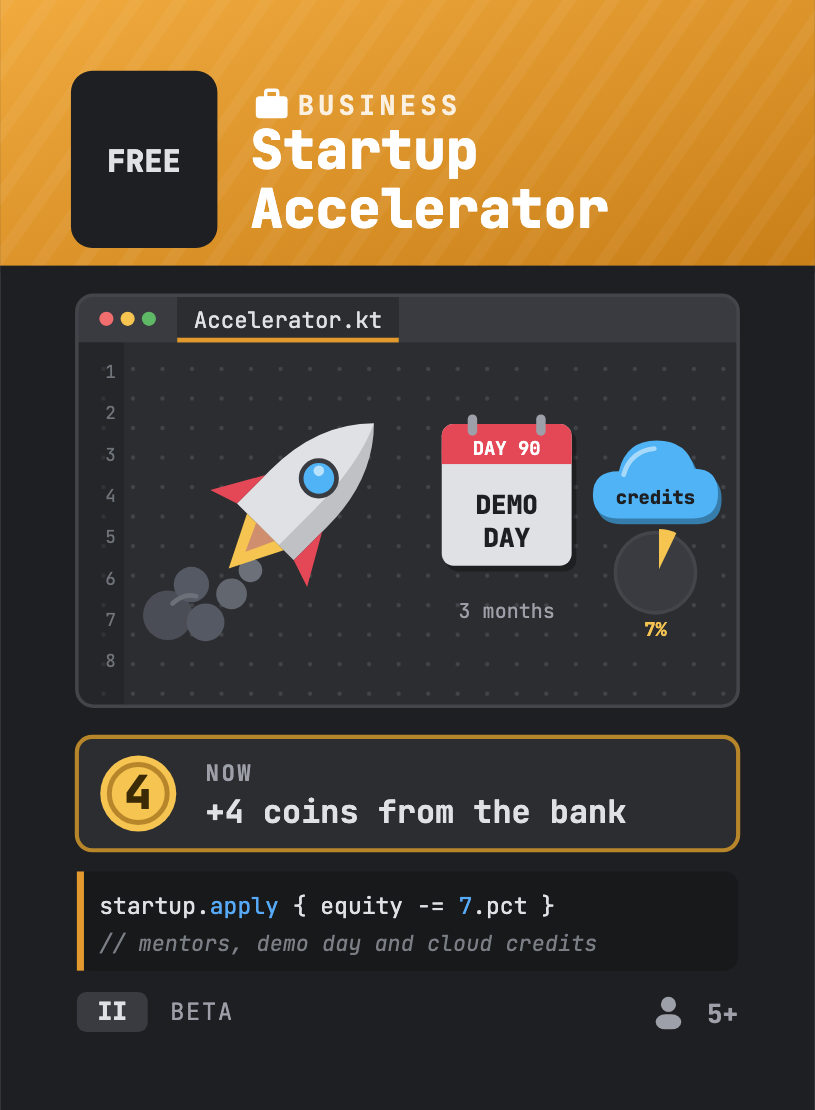 FREE
BUSINESS
Startup
Accelerator
Accelerator.kt
1
2
3
4
5
6
7
8
DAY 90
DEMO
DAY
3 months
credits
7%
4
NOW
+4 coins from the bank
startup.apply { equity -= 7.pct }
// mentors, demo day and cloud credits
II
BETA
5+